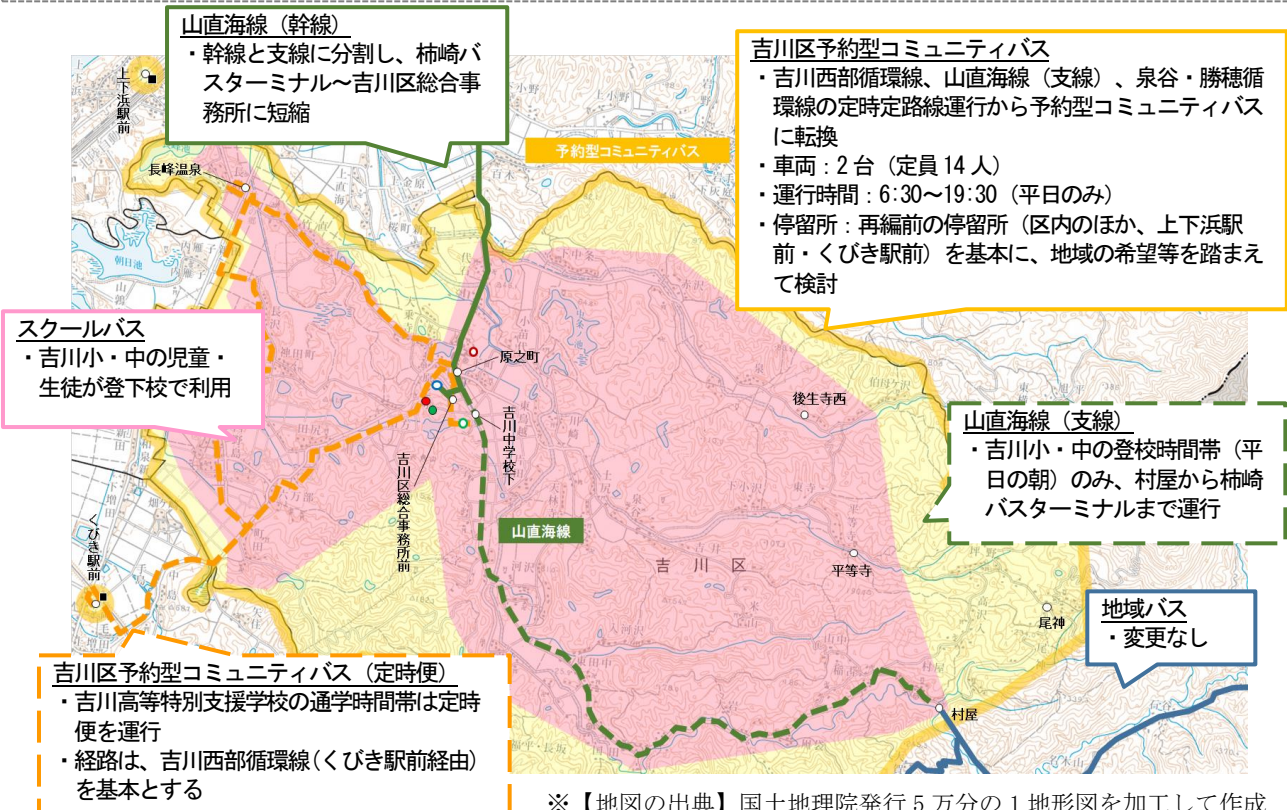 山直海線（幹線）
・幹線と支線に分割し、柿崎バ
スターミナル～吉川区総合事
務所に短縮
吉川区予約型コミュニティバス
・吉川西部循環線、山直海線（支線）、泉谷・勝穂循
環線の定時定路線運行から予約型コミュニティバス
に転換
・車両：2 台（定員 14 人）
・運行時間：6:30～19:30（平日のみ）
・停留所：再編前の停留所（区内のほか、上下浜駅
前・くびき駅前）を基本に、地域の希望等を踏まえ
て検討
上下浜駅前
予約型コミュニティバス
長峰温泉
朝日池
スクールバス
・吉川小・中の児童・
生徒が登下校で利用
原之町
後生寺西
吉川中学校下
吉川区総合事務所前
山直海線（支線）
・吉川小・中の登校時間帯（平
日の朝）のみ、村屋から柿崎
バスターミナルまで運行
山直海線
吉川区
平等寺
くびき駅前
尾神
地域バス
・変更なし
村屋
吉川区予約型コミュニティバス（定時便）
・吉川高等特別支援学校の通学時間帯は定時
便を運行
・経路は、吉川西部循環線（くびき駅前経由）
を基本とする
※【地図の出典】国土地理院発行 5 万分の 1 地形図を加工して作成